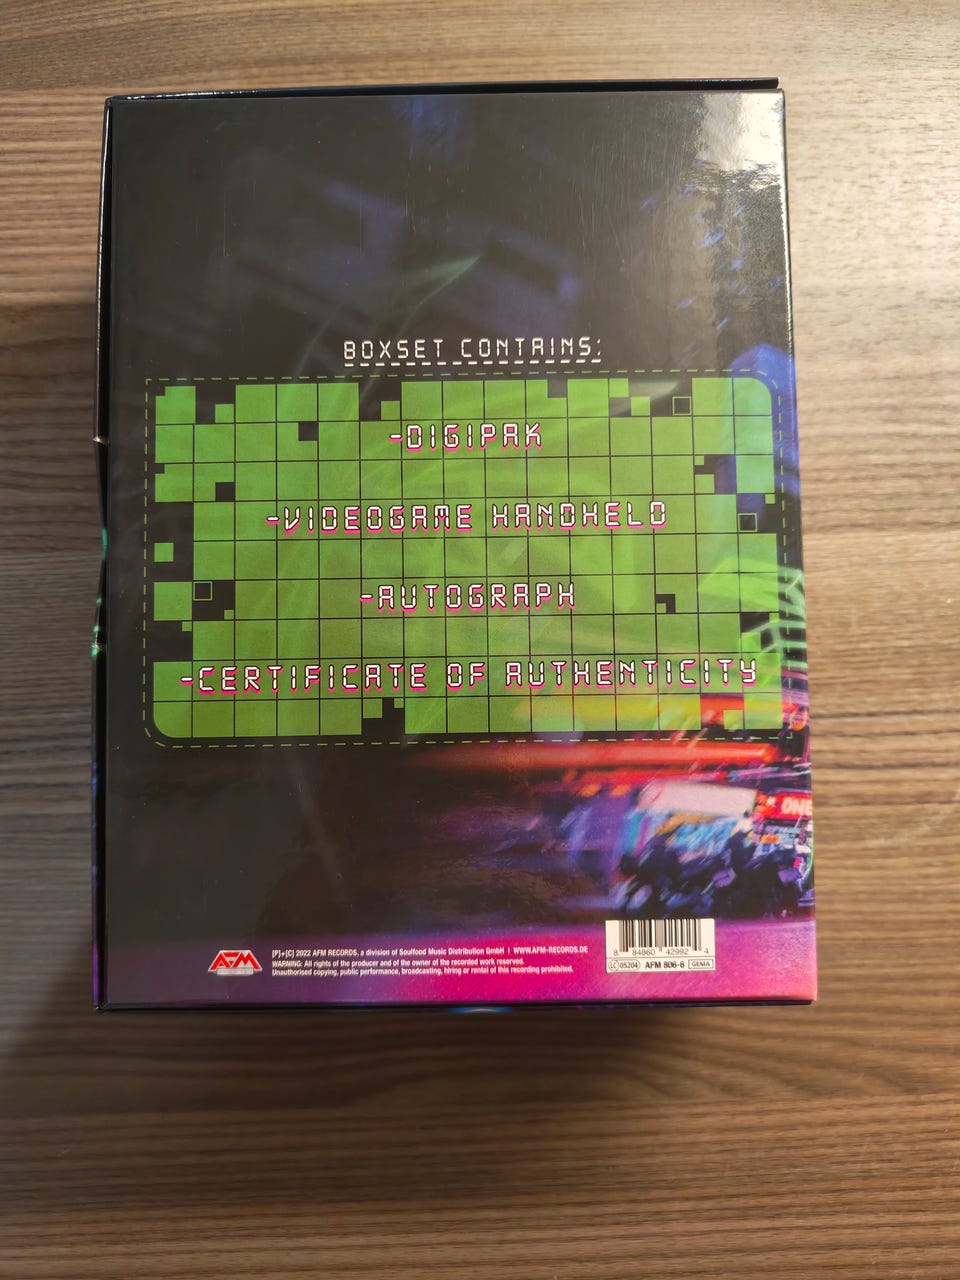 BOXSET CONTAINS:
-DIGIPAK
-VIDEOGAME HANDHELD
-AUTOGRAPH
-CERTIFICATE OF AUTHENTICITY
ONE
AFM
[P]+[C] 2022 AFM RECORDS, a division of Soulfood Music Distribution GmbH | WWW.AFM-RECORDS.DE
WARNING: All rights of the producer and of the owner of the recorded work reserved.
Unauthorised copying, public performance, broadcasting, hiring or rental of this recording prohibited.
8 84860 42992 4
LC 05204 AFM 806-8 GEMA